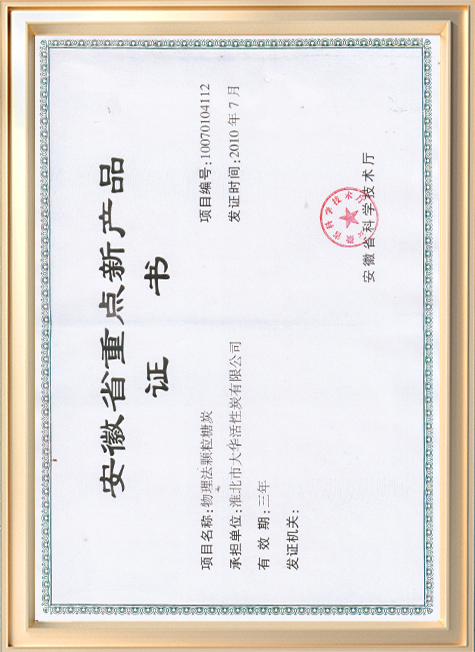 安徽省重点新产品
证 书
项目名称:物理法颗粒糖炭
项目编号:10070104112
承担单位:淮北市大华活性炭有限公司
发证时间:2010 年 7 月
有 效 期:三年
发证机关:
安徽省科学技术厅